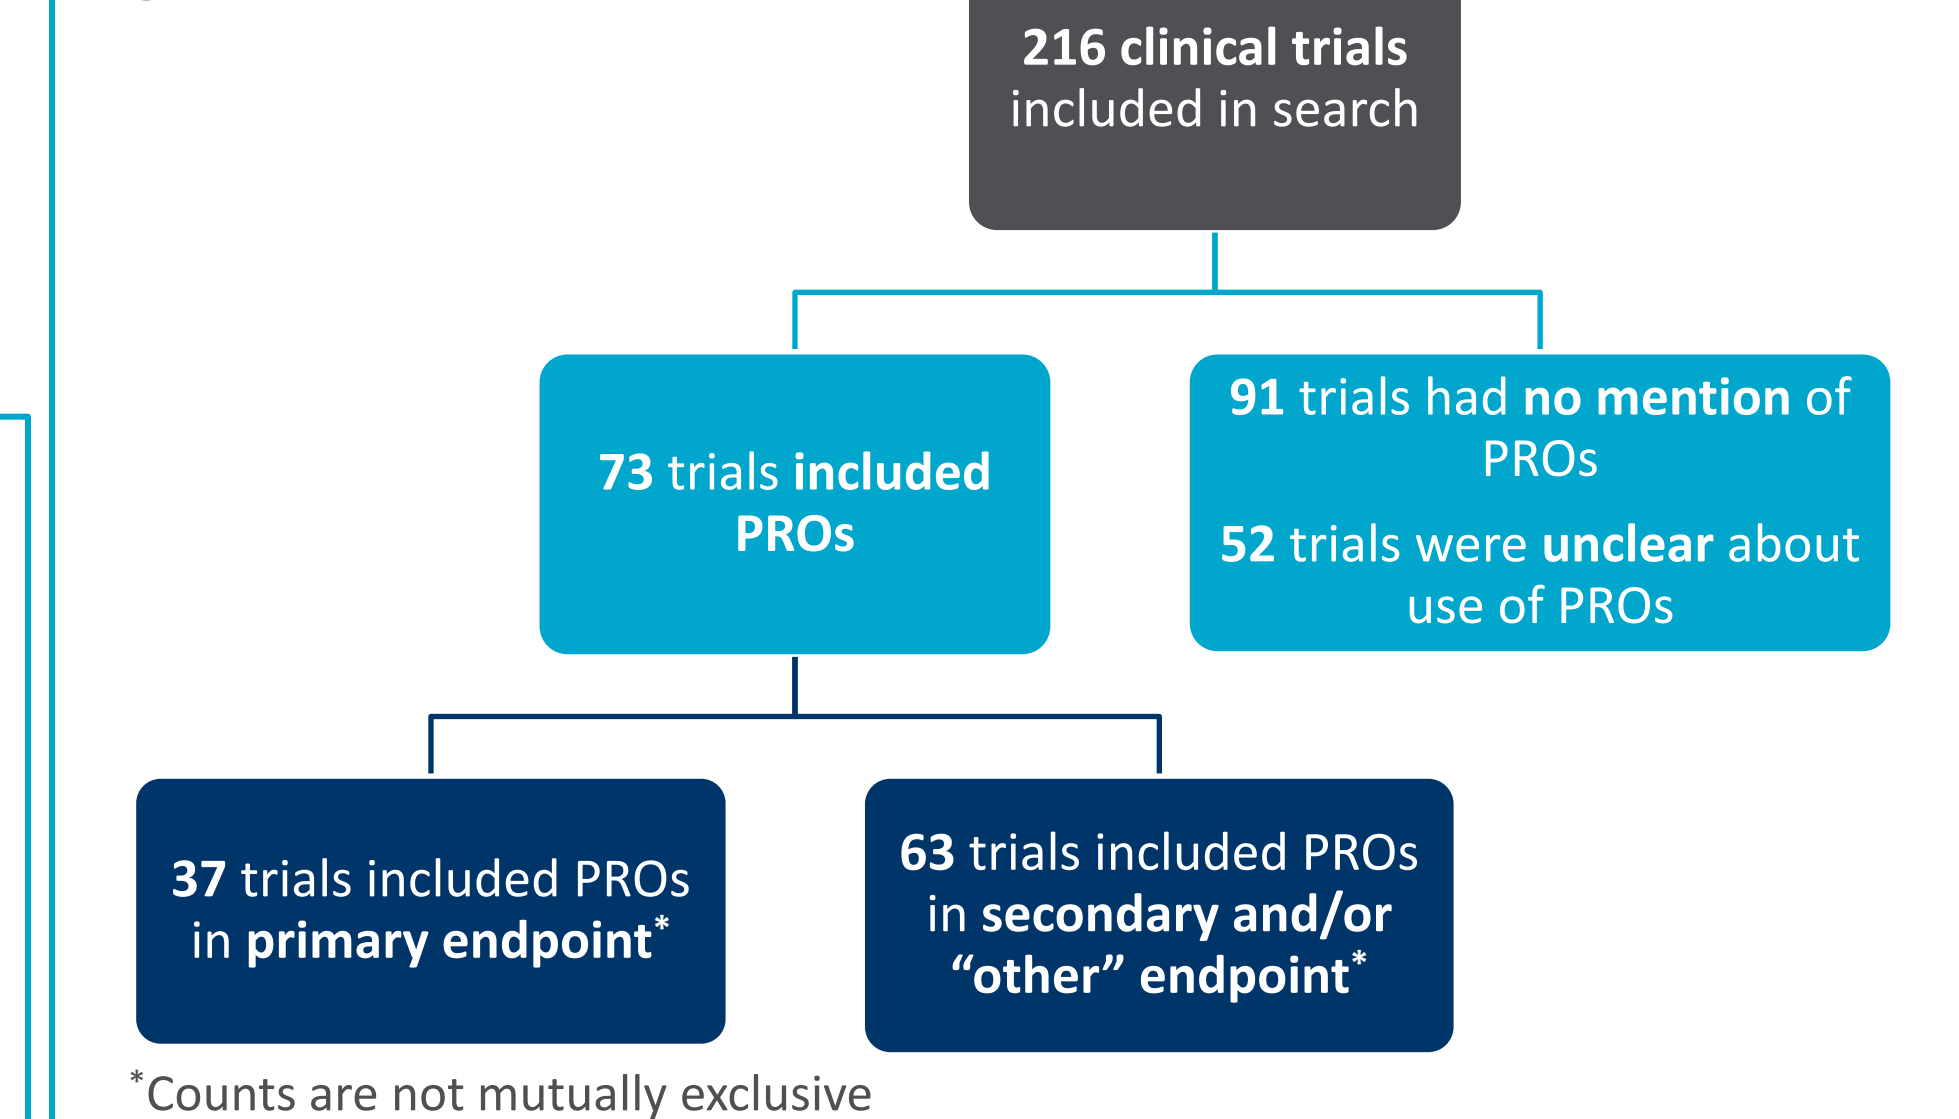 216 clinical trials
included in search
73 trials included
PROs
91 trials had no mention of
PROs
52 trials were unclear about
use of PROs
37 trials included PROs
in primary endpoint*
63 trials included PROs
in secondary and/or
“other” endpoint*
*Counts are not mutually exclusive